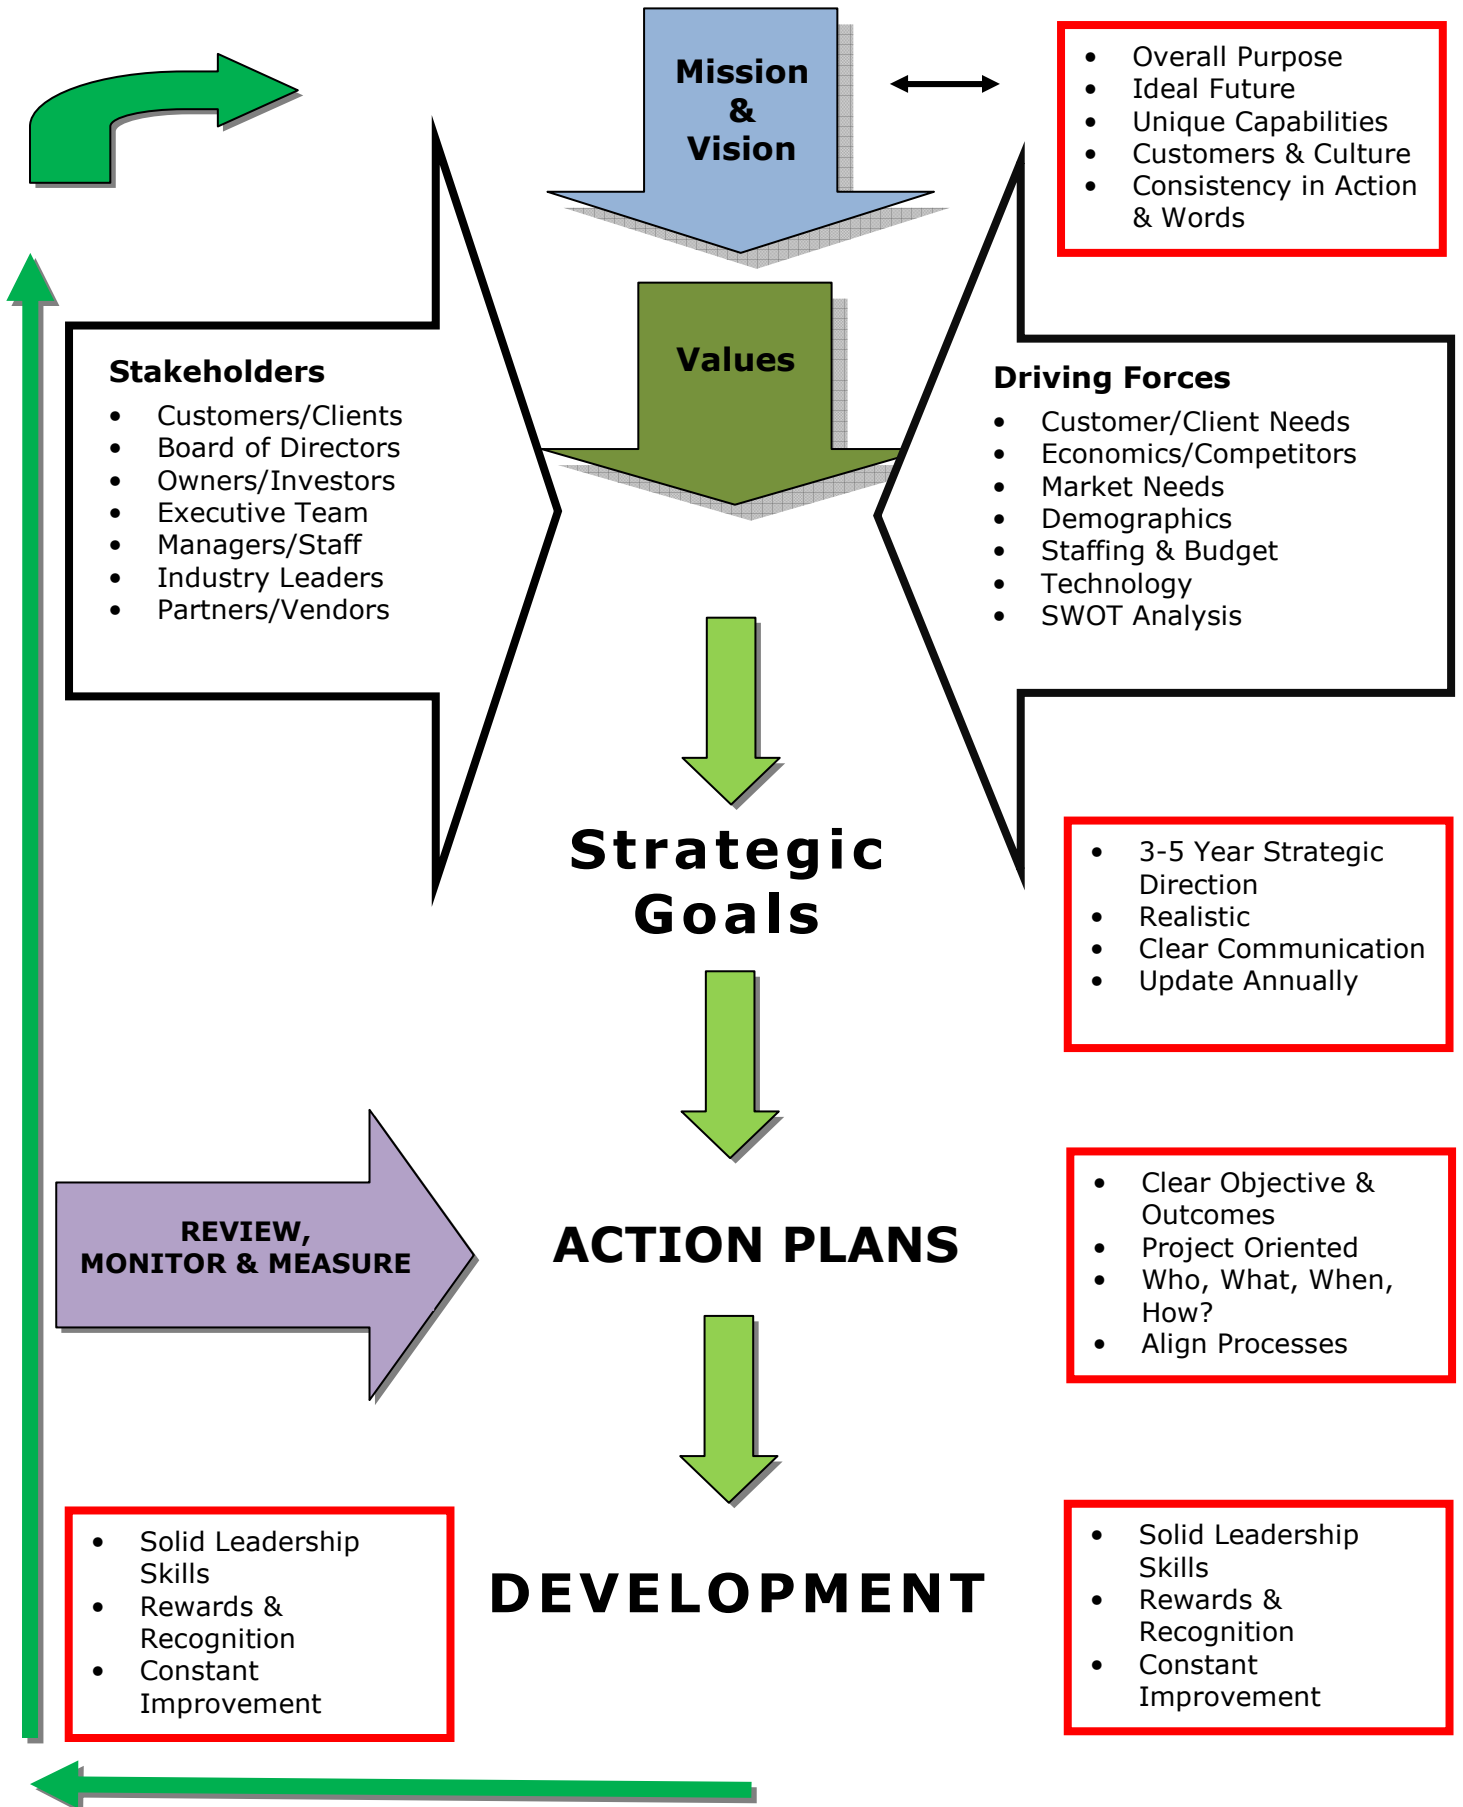 Mission
&
Vision
• Overall Purpose
• Ideal Future
• Unique Capabilities
• Customers & Culture
• Consistency in Action
& Words
Values
Stakeholders
• Customers/Clients
• Board of Directors
• Owners/Investors
• Executive Team
• Managers/Staff
• Industry Leaders
• Partners/Vendors
Driving Forces
• Customer/Client Needs
• Economics/Competitors
• Market Needs
• Demographics
• Staffing & Budget
• Technology
• SWOT Analysis
Strategic
Goals
• 3-5 Year Strategic
Direction
• Realistic
• Clear Communication
• Update Annually
REVIEW,
MONITOR & MEASURE
ACTION PLANS
• Clear Objective &
Outcomes
• Project Oriented
• Who, What, When,
How?
• Align Processes
• Solid Leadership
Skills
• Rewards &
Recognition
• Constant
Improvement
DEVELOPMENT
• Solid Leadership
Skills
• Rewards &
Recognition
• Constant
Improvement